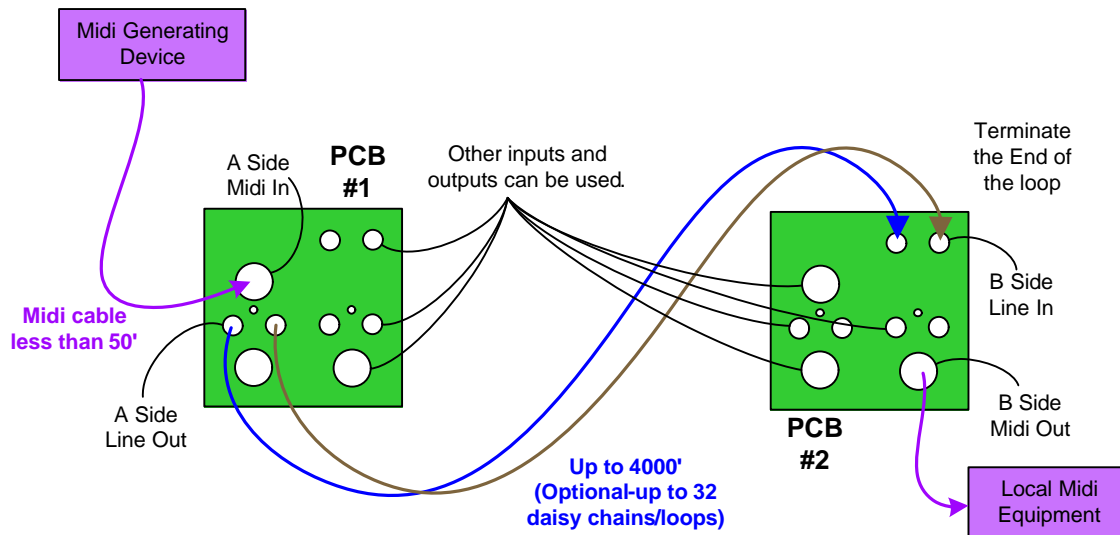 Midi Generating
Device
A Side
Midi In
PCB
#1
Other inputs and
outputs can be used.
Terminate
the End of
the loop
Midi cable
less than 50'
B Side
Line In
A Side
Line Out
PCB
#2
B Side
Midi Out
Up to 4000'
(Optional-up to 32
daisy chains/loops)
Local Midi
Equipment